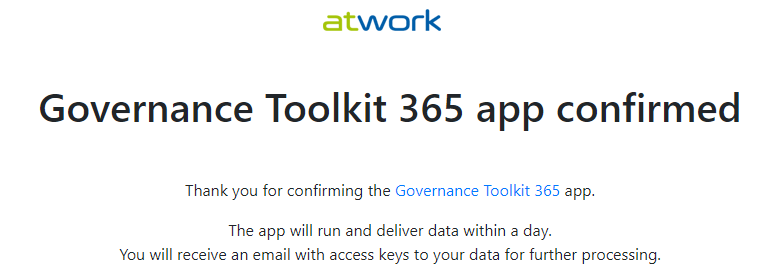 atwork
Governance Toolkit 365 app confirmed
Thank you for confirming the Governance Toolkit 365 app.
The app will run and deliver data within a day.
You will receive an email with access keys to your data for further processing.